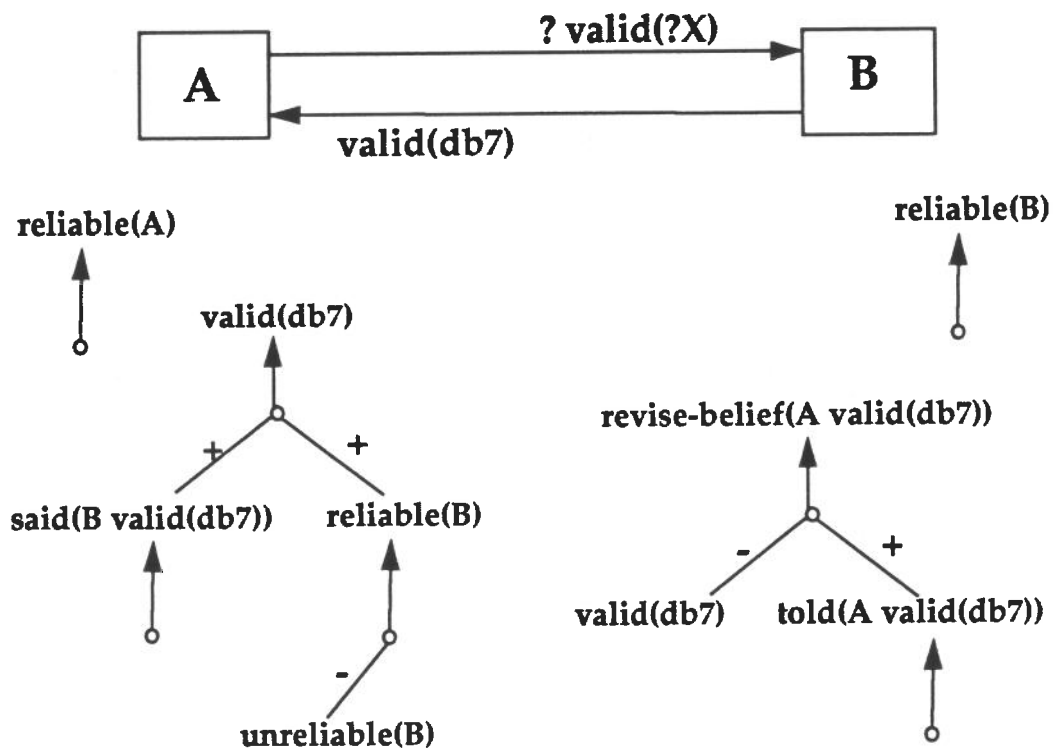 ? valid(?X)
A
B
valid(db7)
reliable(A)
reliable(B)
valid(db7)
revise-belief(A valid(db7))
+
+
said(B valid(db7))
reliable(B)
-
+
valid(db7)
told(A valid(db7))
-
unreliable(B)